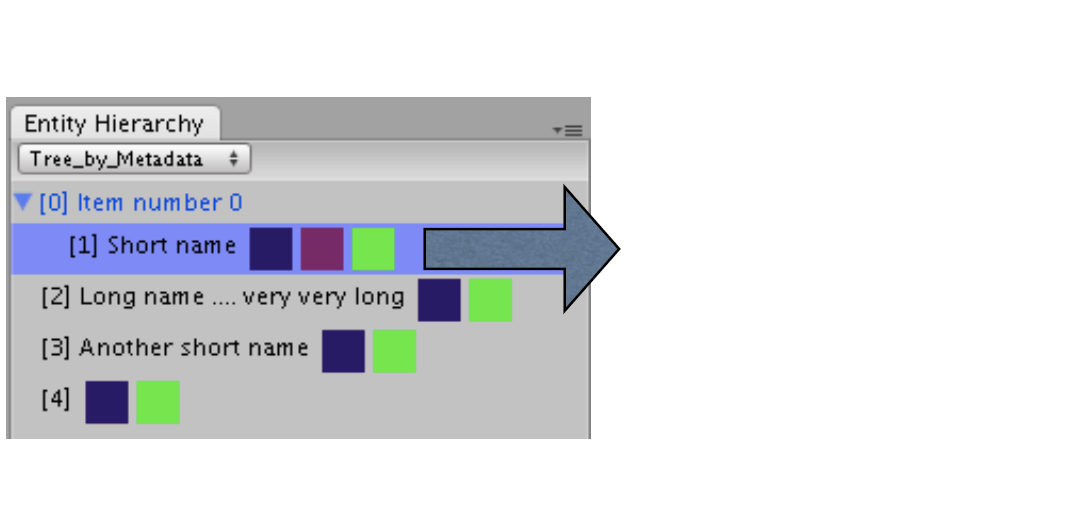 Entity Hierarchy
Tree_by_Metadata
[0] Item number 0
[1] Short name
[2] Long name .... very very long
[3] Another short name
[4]